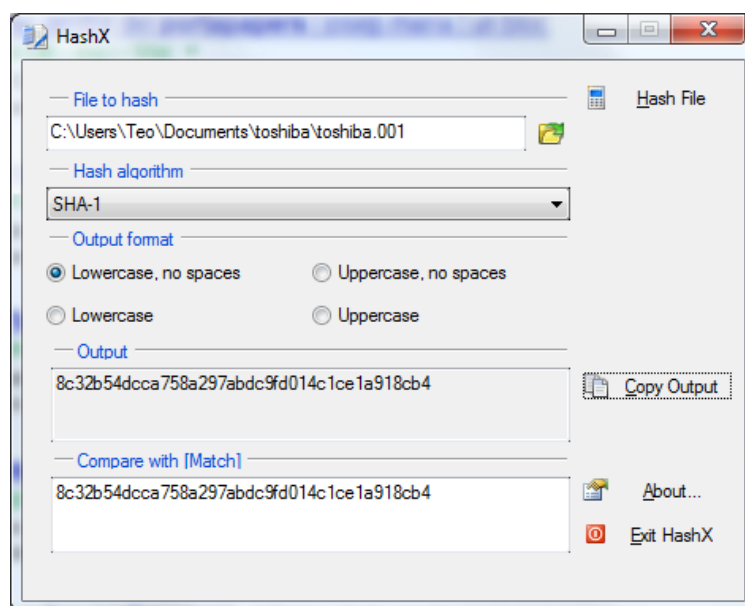 HashX
File to hash
Hash File
C:\Users\Teo\Documents\toshiba\toshiba.001
Hash algorithm
SHA-1
Output format
Lowercase, no spaces
Uppercase, no spaces
Lowercase
Uppercase
Output
8c32b54dcca758a297abdc9fd014c1ce1a918cb4
Copy Output
Compare with [Match]
8c32b54dcca758a297abdc9fd014c1ce1a918cb4
About...
Exit HashX